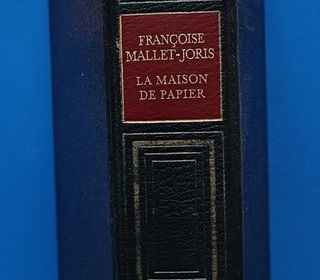 FRANÇOISE
MALLET-JORIS
LA MAISON
DE PAPIER